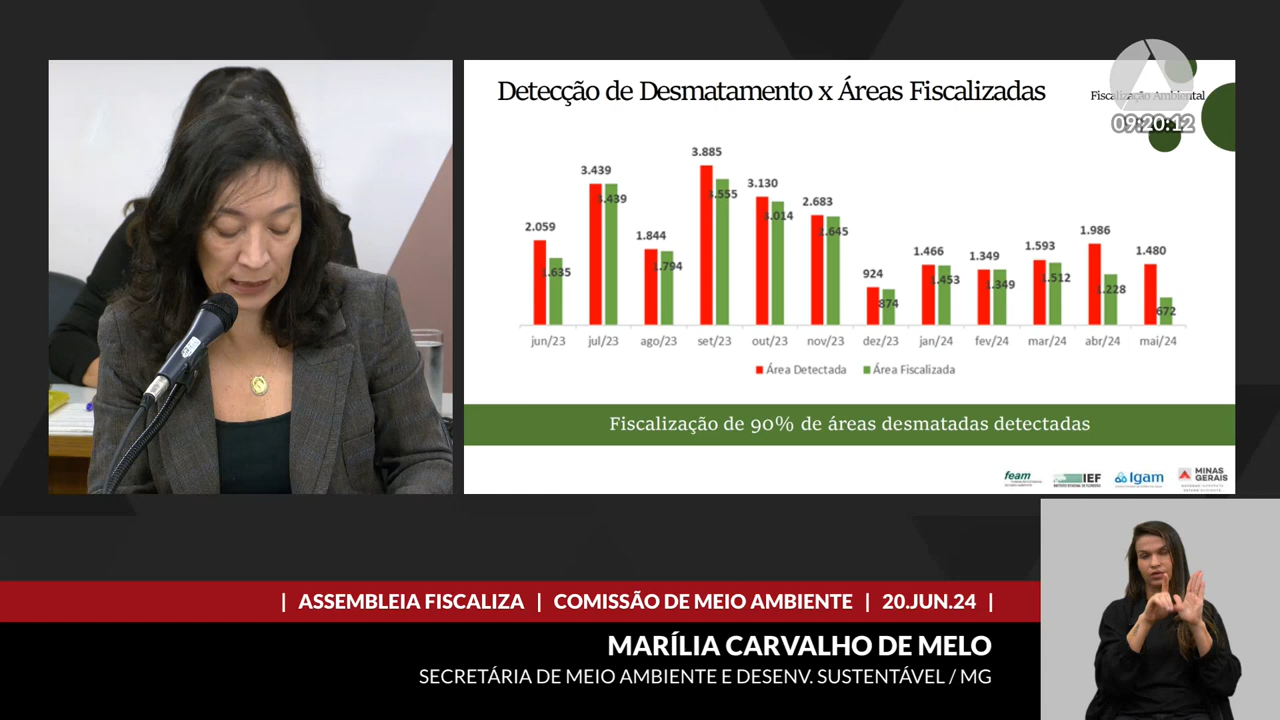 Detecção de Desmatamento x Áreas Fiscalizadas
Fiscalização Ambiental
09:20:12
2.059
1.635
3.439
3.439
1.844
1.794
3.885
3.555
3.130
3.014
2.683
2.645
924
874
1.466
1.453
1.349
1.349
1.593
1.512
1.986
1.228
1.480
672
jun/23 jul/23 ago/23 set/23 out/23 nov/23 dez/23 jan/24 fev/24 mar/24 abr/24 mai/24
Área Detectada Área Fiscalizada
Fiscalização de 90% de áreas desmatadas detectadas
feam
IEF
Igam
MINAS
GERAIS
| ASSEMBLEIA FISCALIZA | COMISSÃO DE MEIO AMBIENTE | 20.JUN.24 |
MARÍLIA CARVALHO DE MELO
SECRETÁRIA DE MEIO AMBIENTE E DESENV. SUSTENTÁVEL / MG